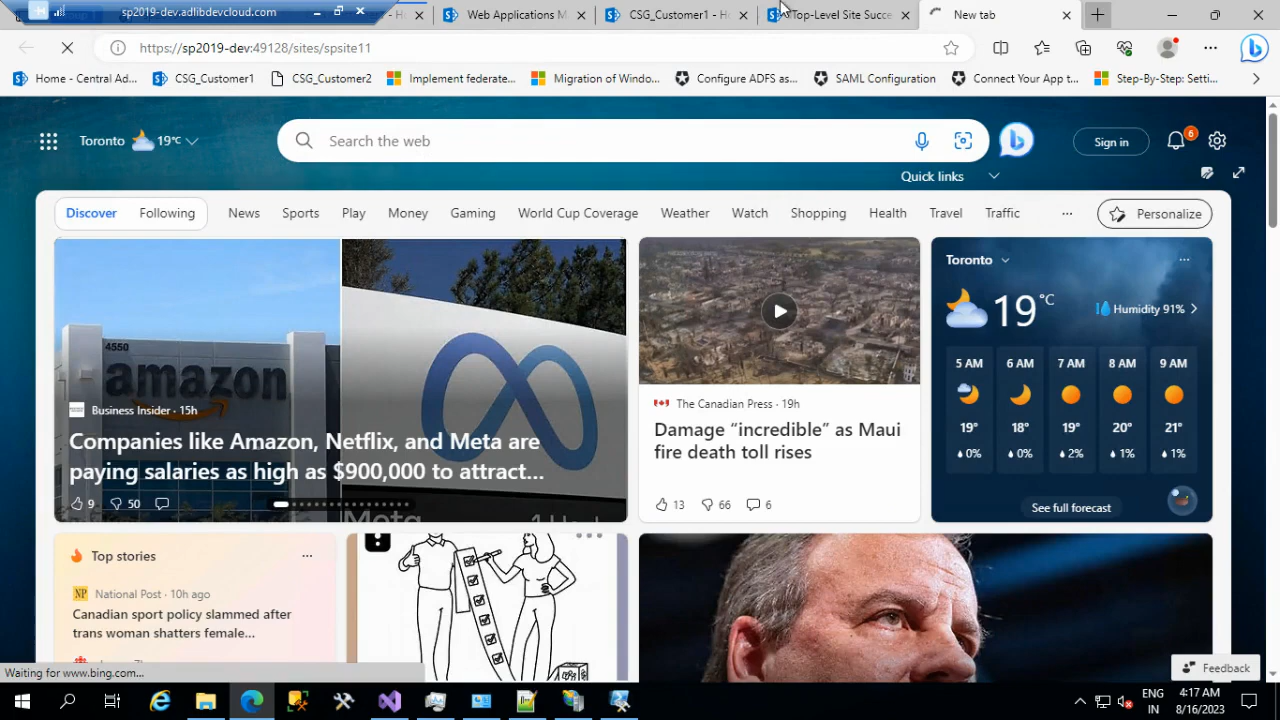 sp2019-dev.adlibdevcloud.com
Web Applications M
CSG_Customer1 - H
Top-Level Site Succe
New tab
https://sp2019-dev:49128/sites/spsite11
Home - Central Ad...
CSG_Customer1
CSG_Customer2
Implement federate...
Migration of Windo...
Configure ADFS as...
SAML Configuration
Connect Your App t...
Step-By-Step: Setti...
Toronto
19°C
Search the web
Sign in
6
Quick links
Discover
Following
News
Sports
Play
Money
Gaming
World Cup Coverage
Weather
Watch
Shopping
Health
Travel
Traffic
...
Personalize
4550
amazon
Business Insider · 15h
Companies like Amazon, Netflix, and Meta are
paying salaries as high as $900,000 to attract...
9
50
The Canadian Press · 19h
Damage “incredible” as Maui
fire death toll rises
13
66
6
Toronto
19 °C
Humidity 91%
5 AM
6 AM
7 AM
8 AM
9 AM
19°
18°
19°
20°
21°
0%
0%
2%
1%
1%
See full forecast
Top stories
NP
National Post · 10h ago
Canadian sport policy slammed after
trans woman shatters female...
Feedback
Waiting for www.bing.com...
ENG
IN
4:17 AM
8/16/2023